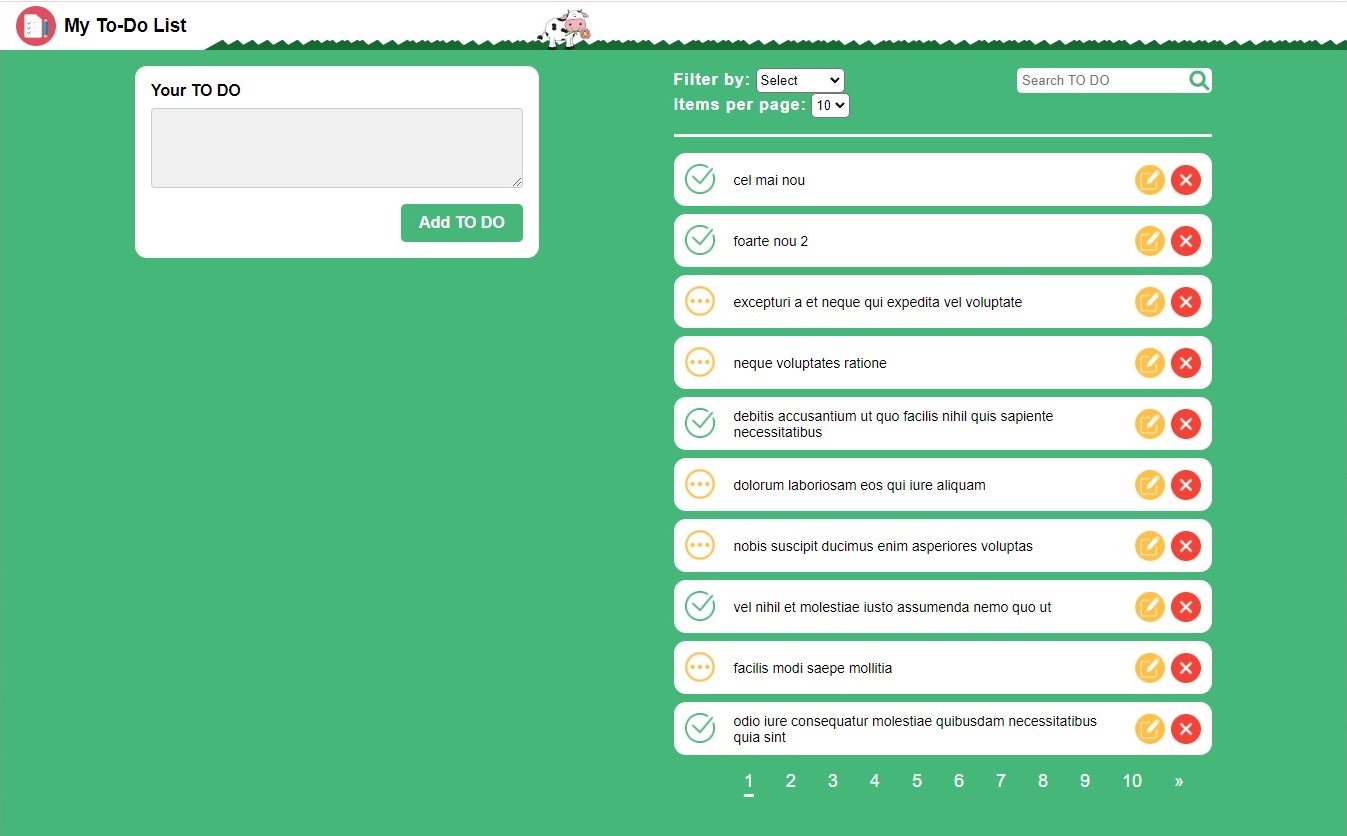 My To-Do List
Your TO DO
Add TO DO
Filter by: Select
Search TO DO
Items per page: 10
cel mai nou
foarte nou 2
excepturi a et neque qui expedita vel voluptate
neque voluptates ratione
debitis accusantium ut quo facilis nihil quis sapiente
necessitatibus
dolorum laboriosam eos qui iure aliquam
nobis suscipit ducimus enim asperiores voluptas
vel nihil et molestiae iusto assumenda nemo quo ut
facilis modi saepe mollitia
odio iure consequatur molestiae quibusdam necessitatibus
quia sint
1 2 3 4 5 6 7 8 9 10 »